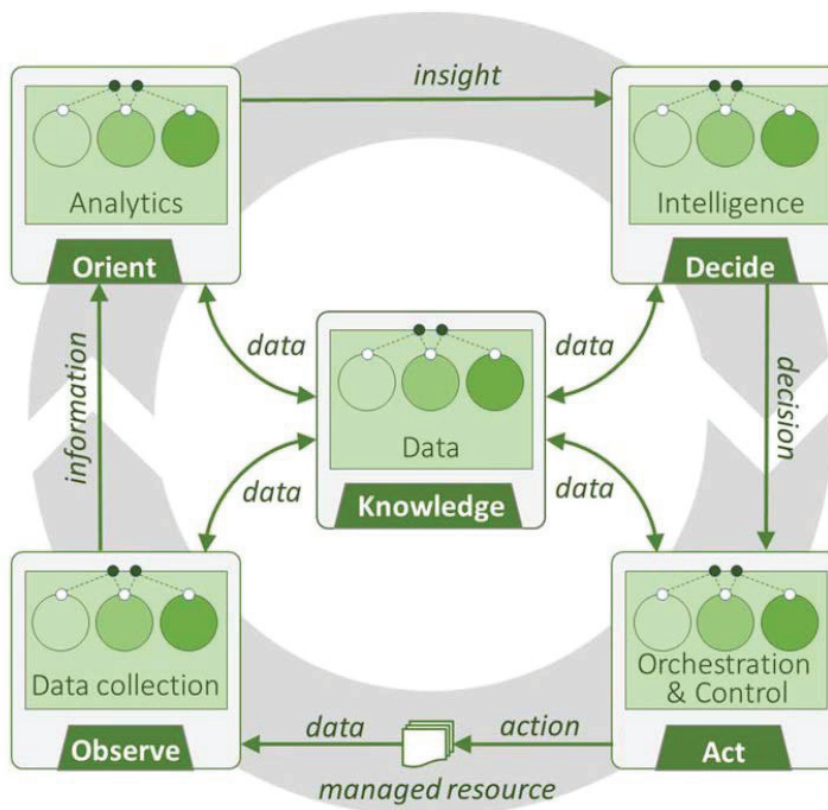 insight
Analytics
Intelligence
Orient
Decide
data
data
information
decision
Data
Knowledge
data
data
Data collection
Orchestration
& Control
Observe
data
action
Act
managed resource